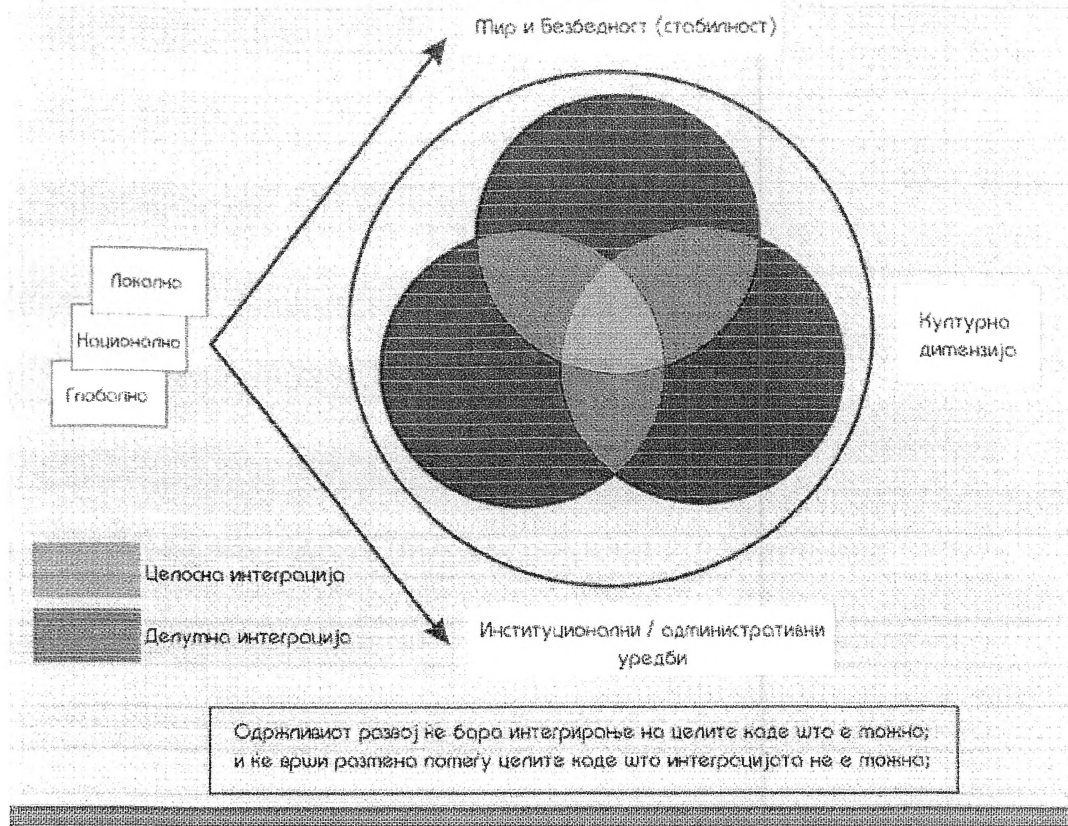 Мир и Безбедност (стабилност)
Локално
Национално
Глобално
Културна
димензија
Целосна интеграција
Делумна интеграција
Институционални / административни
уредби
Одржливиот развој ќе бара интегрирање на целите каде што е можно;
и ќе врши размена помеѓу целите каде што интеграцијата не е можна;